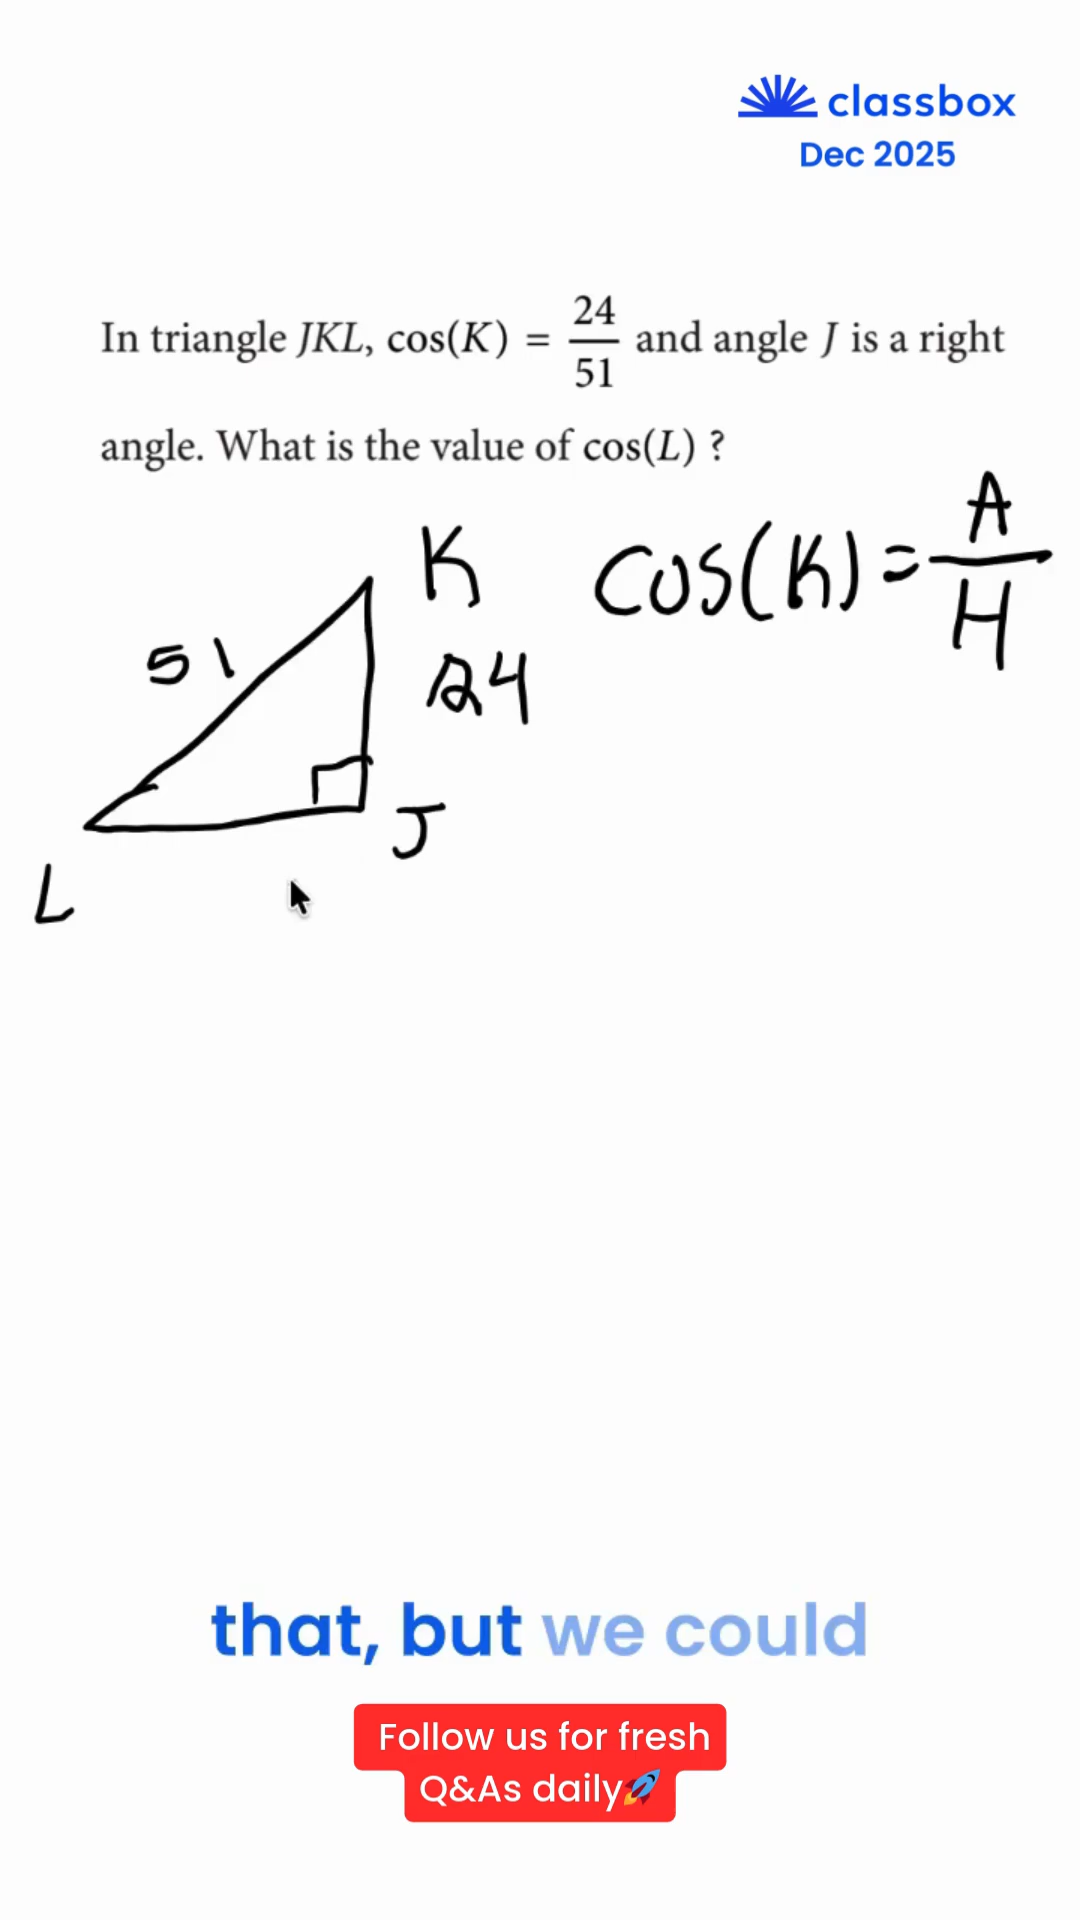 classbox
Dec 2025
In triangle JKL, cos(K) = 24/51 and angle J is a right
angle. What is the value of cos(L) ?
K
cos(K) = A/H
51
24
J
L
that, but we could
Follow us for fresh
Q&As daily🚀